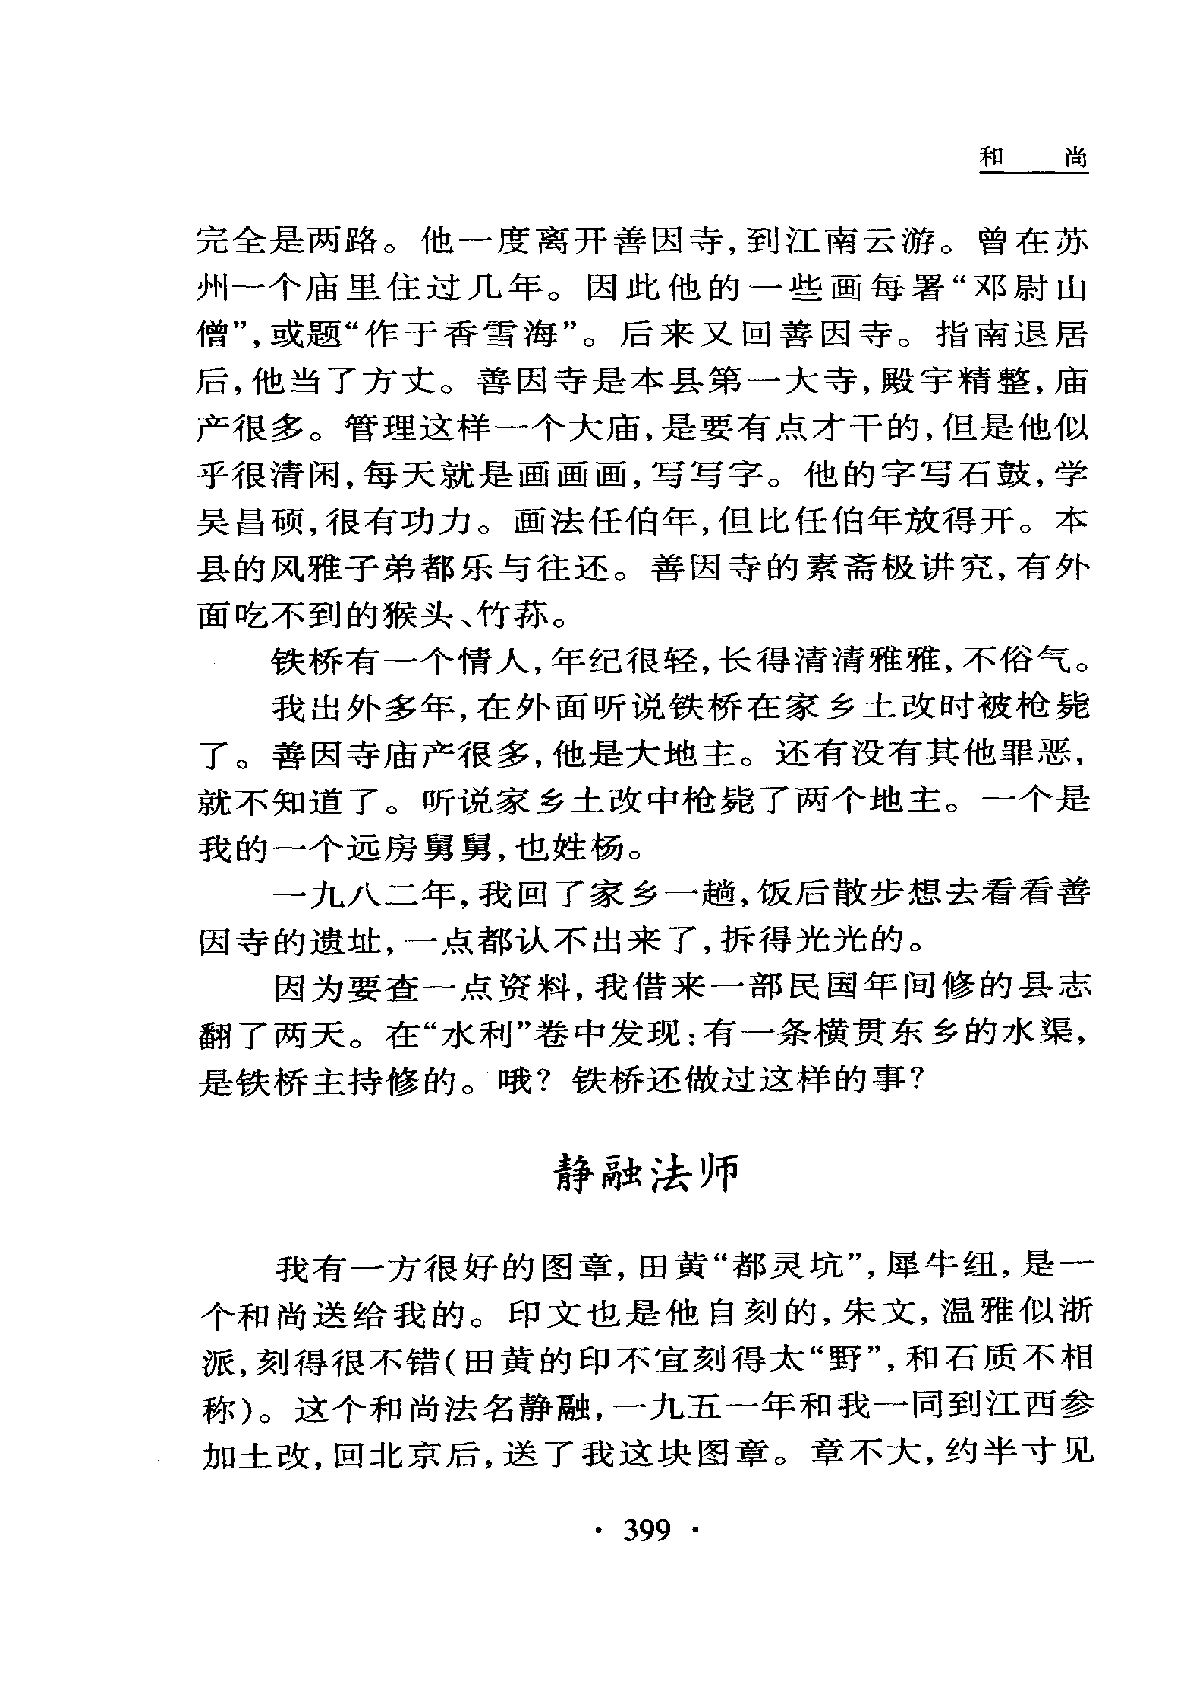 和 尚
完全是两路。他一度离开善因寺,到江南云游。曾在苏
州一个庙里住过几年。因此他的一些画每署“邓尉山
僧”,或题“作于香雪海”。后来又回善因寺。指南退居
后,他当了方丈。善因寺是本县第一大寺,殿宇精整,庙
产很多。管理这样一个大庙,是要有点才干的,但是他似
乎很清闲,每天就是画画画,写写字。他的字写石鼓,学
吴昌硕,很有功力。画法任伯年,但比任伯年放得开。本
县的风雅子弟都乐与往还。善因寺的素斋极讲究,有外
面吃不到的猴头、竹荪。
铁桥有一个情人,年纪很轻,长得清清雅雅,不俗气。
我出外多年,在外面听说铁桥在家乡土改时被枪毙
了。善因寺庙产很多,他是大地主。还有没有其他罪恶,
就不知道了。听说家乡土改中枪毙了两个地主。一个是
我的一个远房舅舅,也姓杨。
一九八二年,我回了家乡一趟,饭后散步想去看看善
因寺的遗址,一点都认不出来了,拆得光光的。
因为要查一点资料,我借来一部民国年间修的县志
翻了两天。在“水利”卷中发现:有一条横贯东乡的水渠,
是铁桥主持修的。哦?铁桥还做过这样的事?
静融法师
我有一方很好的图章,田黄“都灵坑”,犀牛纽,是一
个和尚送给我的。印文也是他自刻的,朱文,温雅似浙
派,刻得很不错(田黄的印不宜刻得太“野”,和石质不相
称)。这个和尚法名静融,一九五一年和我一同到江西参
加土改,回北京后,送了我这块图章。章不大,约半寸见
· 399 ·